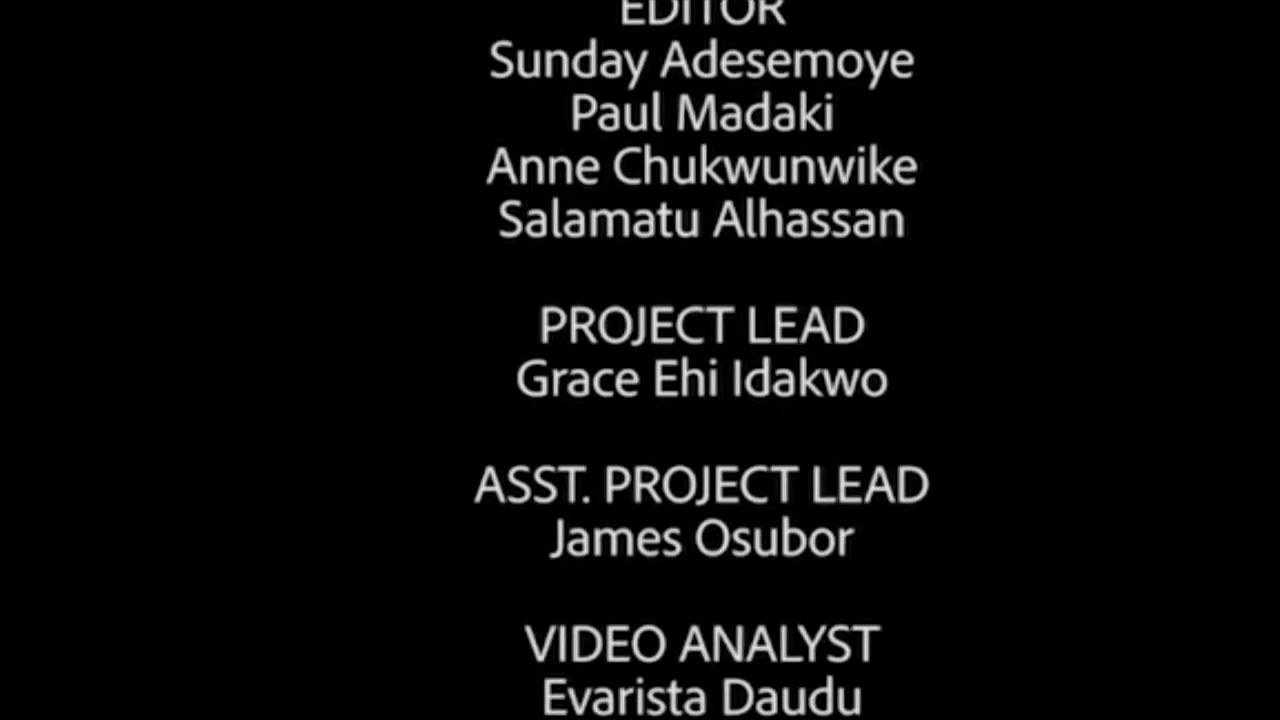 EDITOR
Sunday Adesemoye
Paul Madaki
Anne Chukwunwike
Salamatu Alhassan
PROJECT LEAD
Grace Ehi Idakwo
ASST. PROJECT LEAD
James Osubor
VIDEO ANALYST
Evarista Daudu